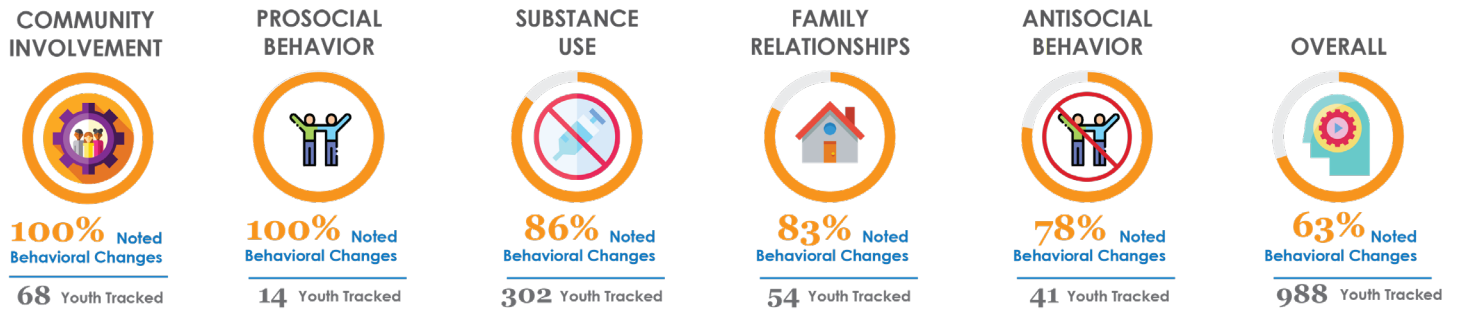 COMMUNITY
INVOLVEMENT
100% Noted
Behavioral Changes
68 Youth Tracked
PROSOCIAL
BEHAVIOR
100% Noted
Behavioral Changes
14 Youth Tracked
SUBSTANCE
USE
86% Noted
Behavioral Changes
302 Youth Tracked
FAMILY
RELATIONSHIPS
83% Noted
Behavioral Changes
54 Youth Tracked
ANTISOCIAL
BEHAVIOR
78% Noted
Behavioral Changes
41 Youth Tracked
OVERALL
63% Noted
Behavioral Changes
988 Youth Tracked